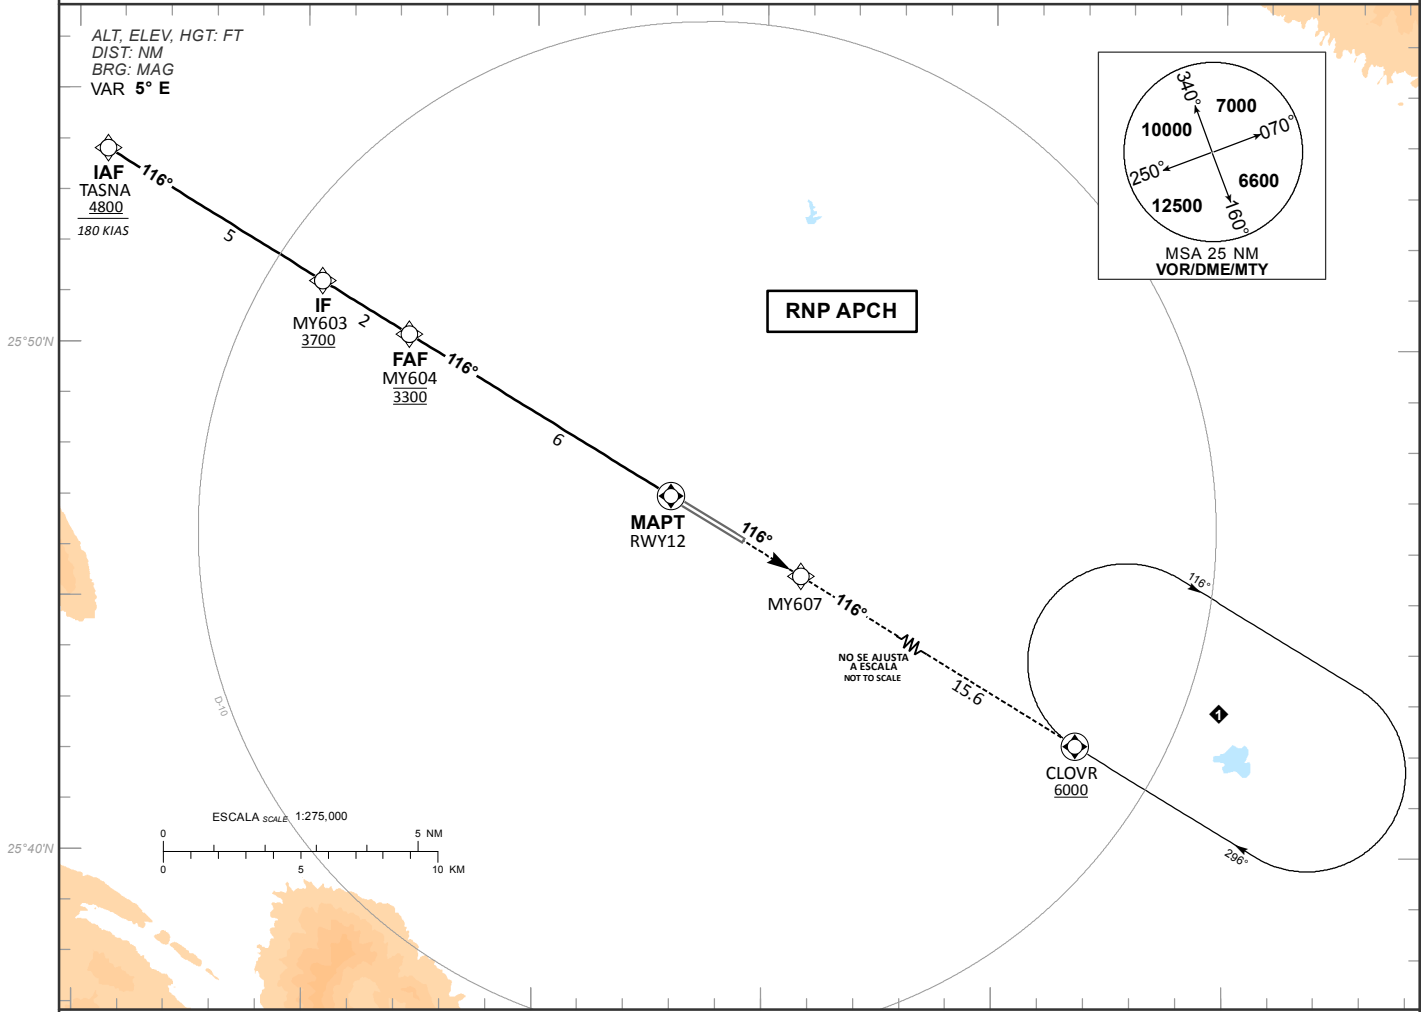 ALT, ELEV, HGT: FT
DIST: NM
BRG: MAG
VAR 5° E
340°
7000
10000
070°
250°
6600
12500
160°
MSA 25 NM
VOR/DME/MTY
IAF
TASNA
4800
180 KIAS
116°
5
IF
MY603
3700
2
RNP APCH
25°50'N
FAF
MY604
3300
116°
6
MAPT
RWY12
116°
MY607
116°
NO SE AJUSTA
A ESCALA
NOT TO SCALE
15.6
116°
1
D-10
CLOVR
6000
296°
ESCALA SCALE 1:275,000
0 5 NM
0 5 10 KM
25°40'N